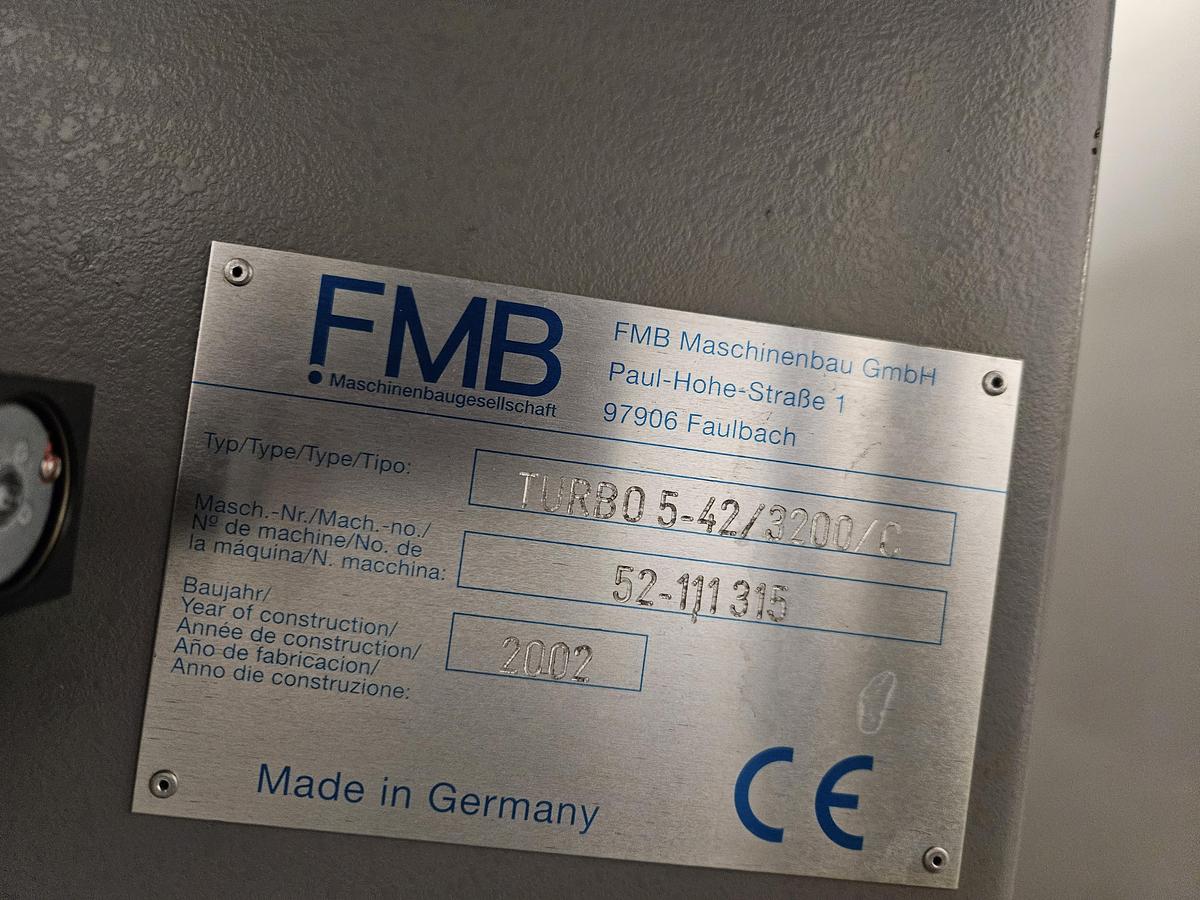 FMB
Maschinenbaugesellschaft
FMB Maschinenbau GmbH
Paul-Hohe-Straße 1
97906 Faulbach
Typ/Type/Type/Tipo:
TURBO 5-42/3200/C
Masch.-Nr./Mach.-no./
Nº de machine/No. de
la máquina/N. macchina:
52-111 315
Baujahr/
Year of construction/
Année de construction/
Año de fabricacion/
Anno die construzione:
2002
Made in Germany
CE